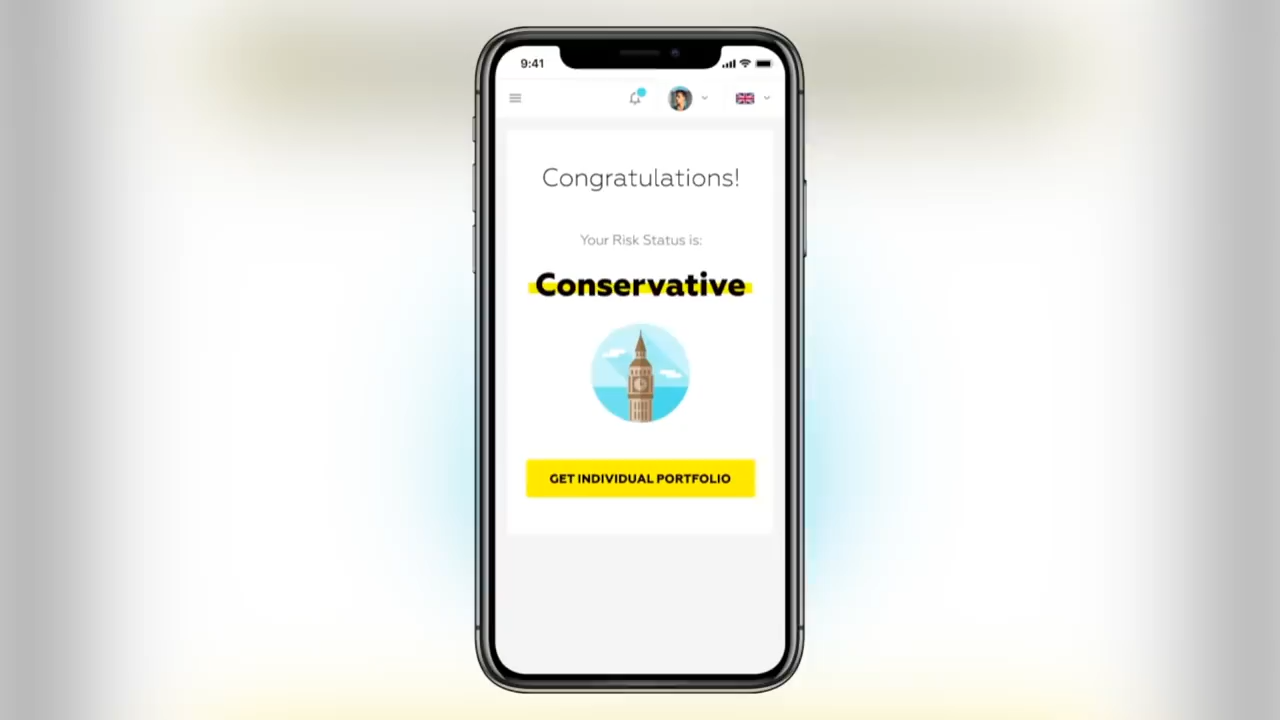 9:41
Congratulations!
Your Risk Status is:
Conservative
GET INDIVIDUAL PORTFOLIO